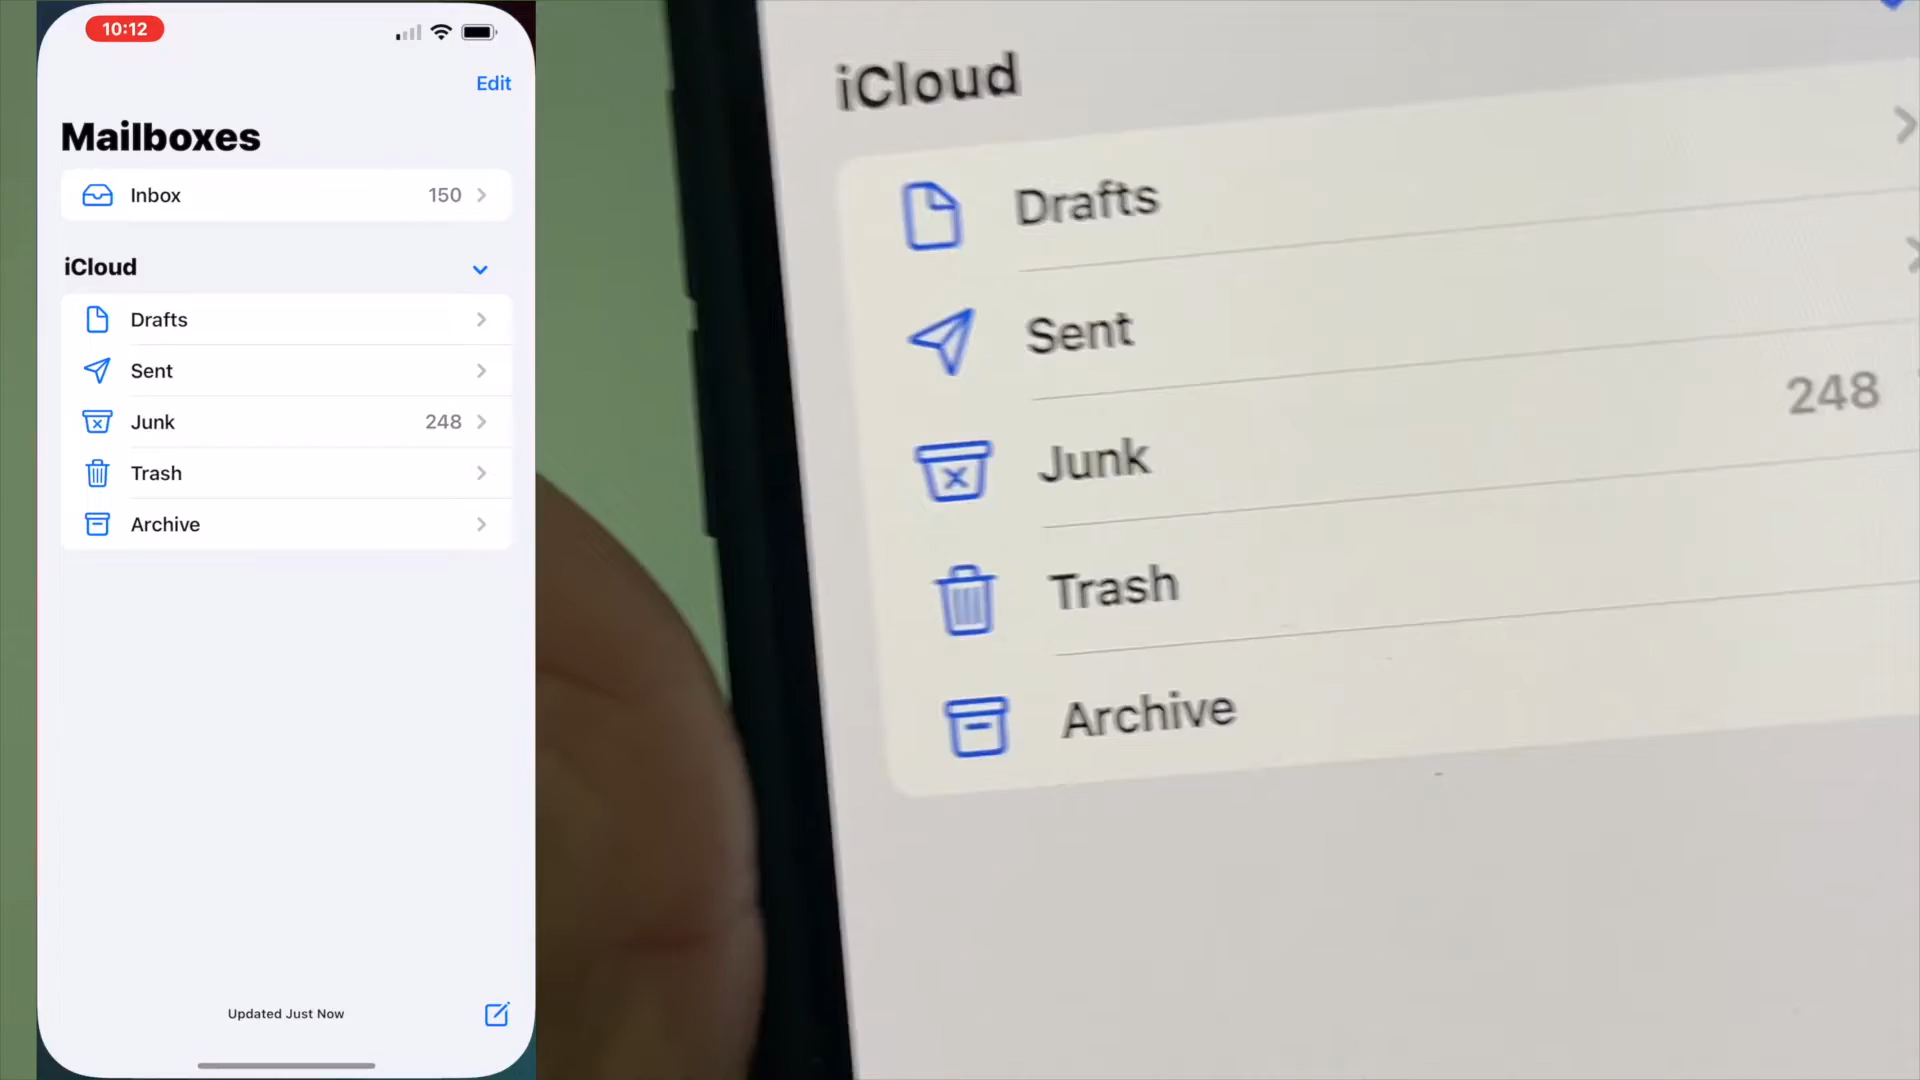 10:12
Edit
Mailboxes
Inbox 150
iCloud
Drafts
Sent
Junk 248
Trash
Archive
Updated Just Now
iCloud
Drafts
Sent
Junk 248
Trash
Archive